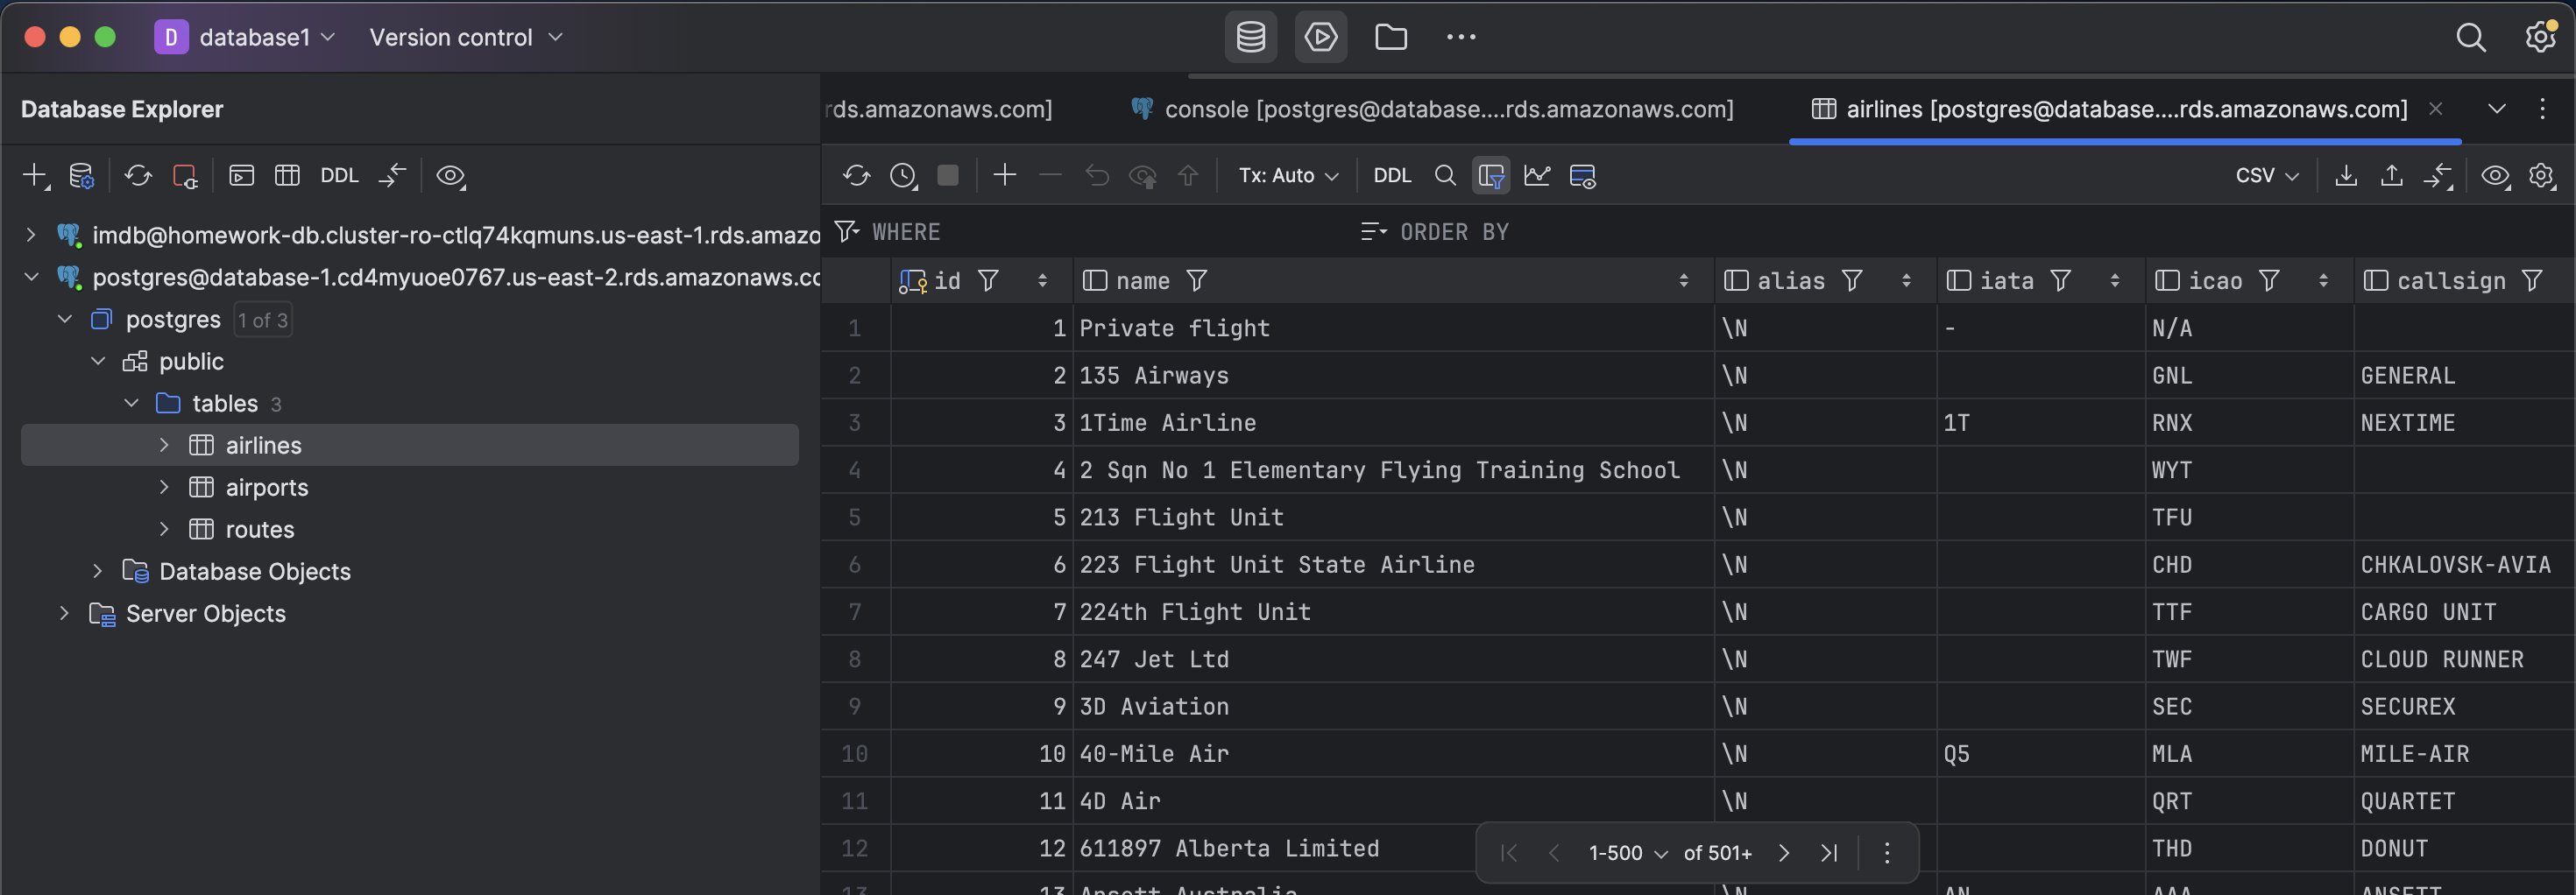 D database1 Version control
Database Explorer
rds.amazonaws.com] console [postgres@database....rds.amazonaws.com] airlines [postgres@database....rds.amazonaws.com]
DDL Tx: Auto DDL CSV
WHERE ORDER BY
imdb@homework-db.cluster-ro-ctlq74kqmuns.us-east-1.rds.amazo
postgres@database-1.cd4myuoe0767.us-east-2.rds.amazonaws.co
postgres 1 of 3
public
tables 3
airlines
airports
routes
Database Objects
Server Objects
id name alias iata icao callsign
1 1 Private flight \N - N/A
2 2 135 Airways \N GNL GENERAL
3 3 1Time Airline \N 1T RNX NEXTIME
4 4 2 Sqn No 1 Elementary Flying Training School \N WYT
5 5 213 Flight Unit \N TFU
6 6 223 Flight Unit State Airline \N CHD CHKALOVSK-AVIA
7 7 224th Flight Unit \N TTF CARGO UNIT
8 8 247 Jet Ltd \N TWF CLOUD RUNNER
9 9 3D Aviation \N SEC SECUREX
10 10 40-Mile Air \N Q5 MLA MILE-AIR
11 11 4D Air \N QRT QUARTET
12 12 611897 Alberta Limited THD DONUT
1-500 of 501+
13 13 Ansett Australia \N AN AAA ANSETT